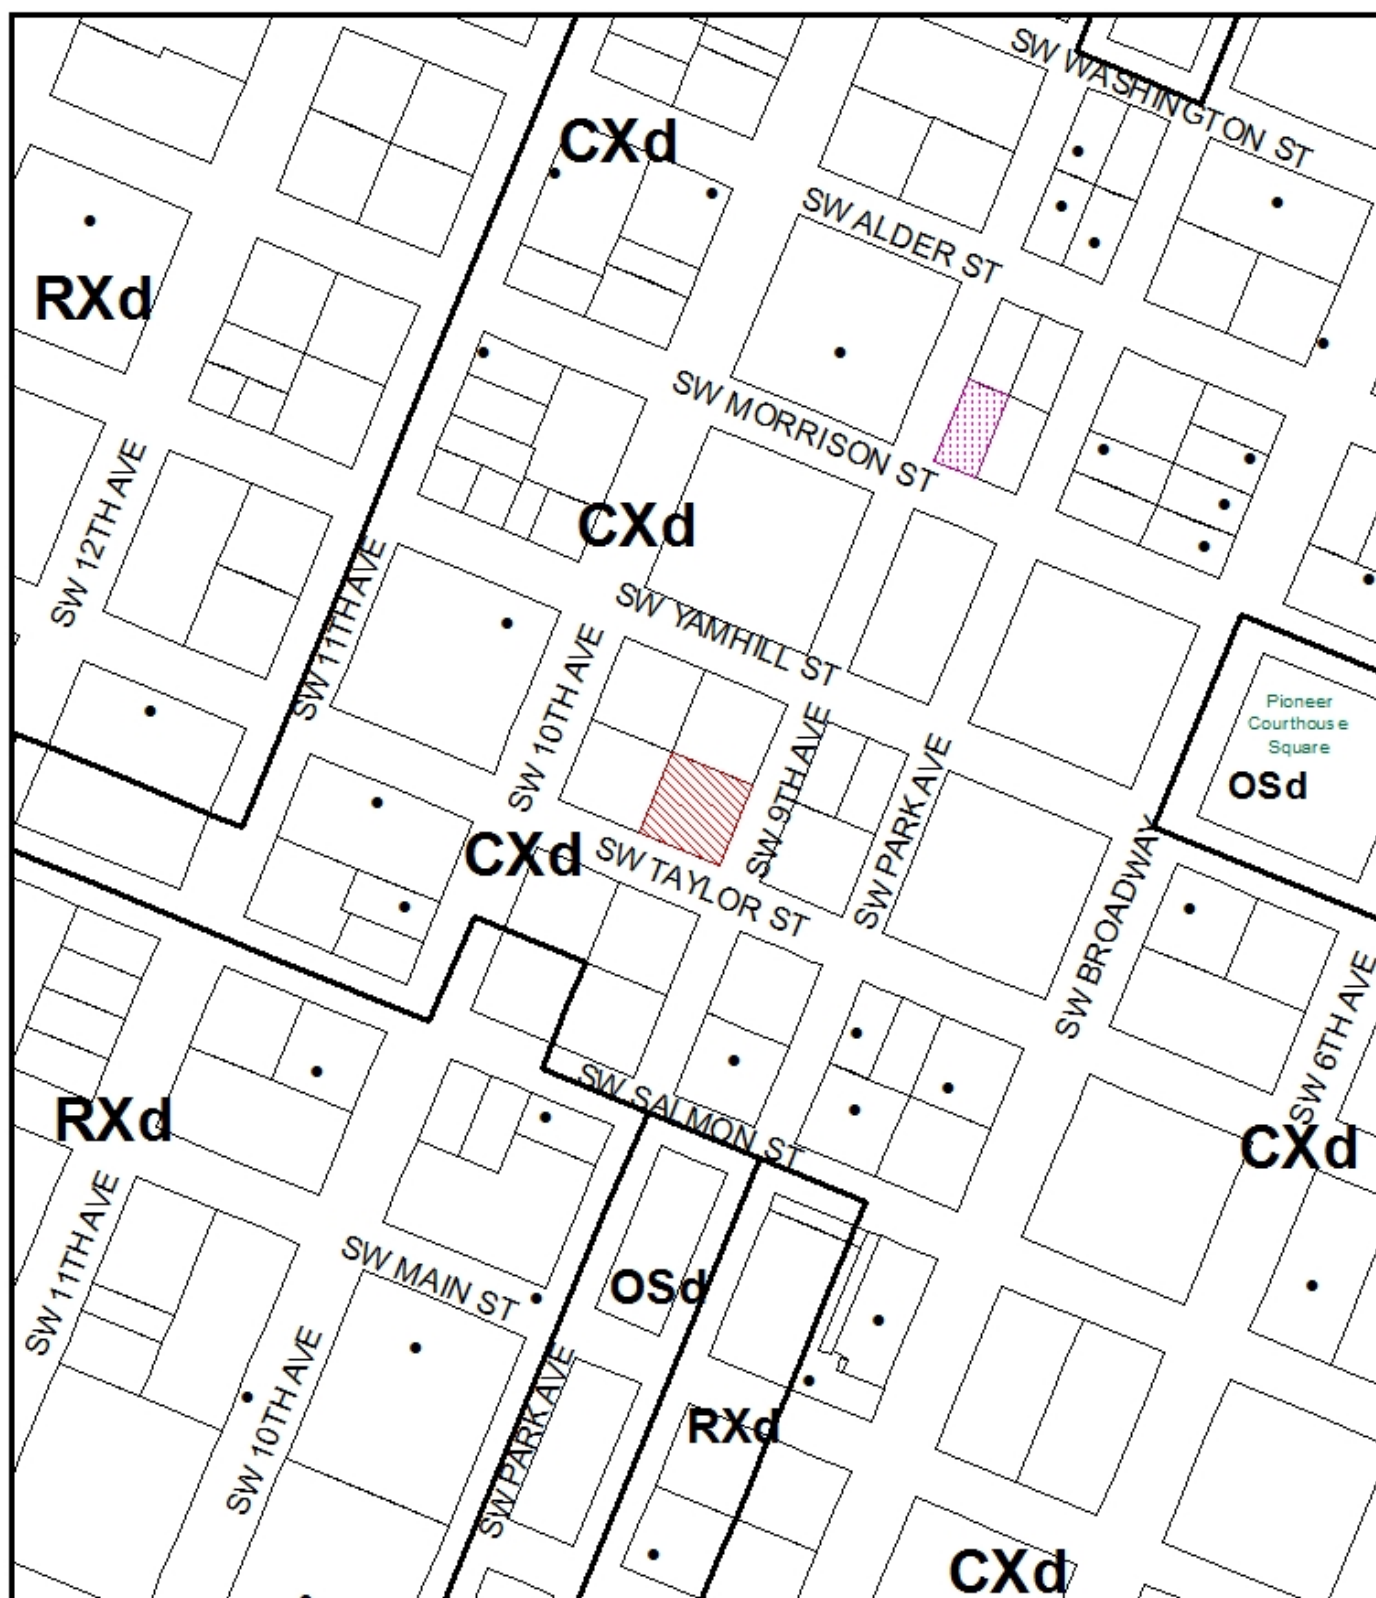 SW WASHINGTON ST
CXd
SW ALDER ST
RXd
SW MORRISON ST
SW 12TH AVE
CXd
SW 11TH AVE
SW YAMHILL ST
SW 10TH AVE
Pioneer
Courthouse
Square
OSd
SW 9TH AVE
SW PARK AVE
CXd
SW TAYLOR ST
SW BROADWAY
SW 6TH AVE
SW SALMON ST
RXd
CXd
SW 11TH AVE
SW MAIN ST
OSd
SW 10TH AVE
SW PARK AVE
RXd
CXd